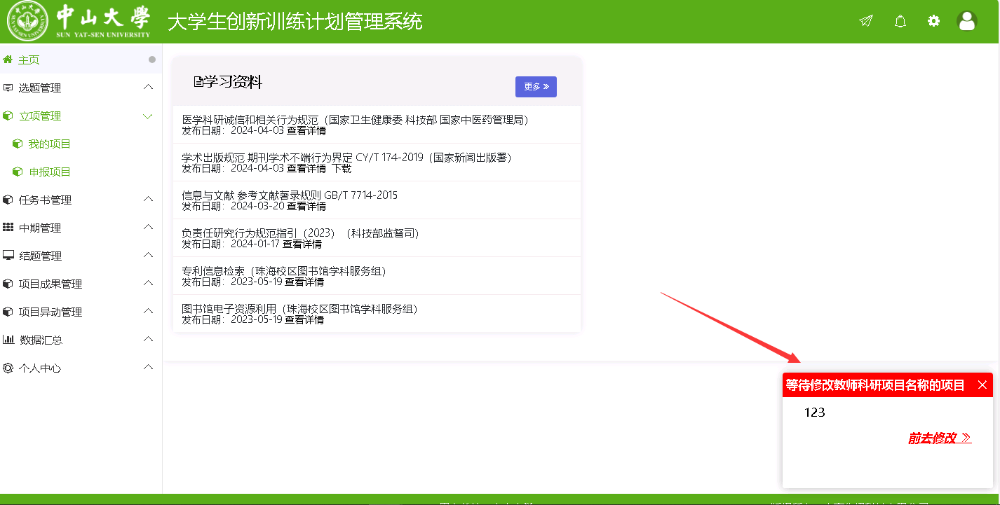 中山大學
SUN YAT-SEN UNIVERSITY
大学生创新训练计划管理系统
主页
选题管理
立项管理
我的项目
申报项目
任务书管理
中期管理
结题管理
项目成果管理
项目异动管理
数据汇总
个人中心
学习资料
更多
医学科研诚信和相关行为规范（国家卫生健康委 科技部 国家中医药管理局）
发布日期：2024-04-03 查看详情
学术出版规范 期刊学术不端行为界定 CY/T 174-2019（国家新闻出版署）
发布日期：2024-04-03 查看详情 下载
信息与文献 参考文献著录规则 GB/T 7714-2015
发布日期：2024-03-20 查看详情
负责任研究行为规范指引（2023）（科技部监督司）
发布日期：2024-01-17 查看详情
专利信息检索（珠海校区图书馆学科服务组）
发布日期：2023-05-19 查看详情
图书馆电子资源利用（珠海校区图书馆学科服务组）
发布日期：2023-05-19 查看详情
等待修改教师科研项目名称的项目
123
前去修改